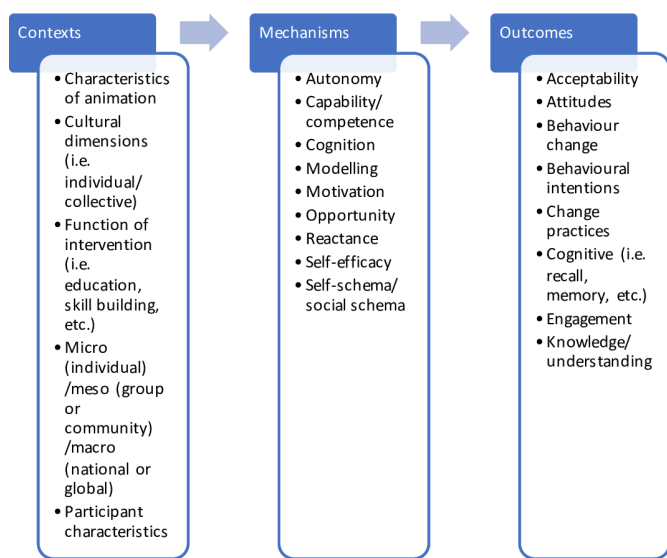 Contexts
• Characteristics
of animation
• Cultural
dimensions
(i.e.
individual/
collective)
• Function of
intervention
(i.e.
education,
skill building,
etc.)
• Micro
(individual)
/meso (group
or
community)
/macro
(national or
global)
• Participant
characteristics
Mechanisms
• Autonomy
• Capability/
competence
• Cognition
• Modelling
• Motivation
• Opportunity
• Reactance
• Self-efficacy
• Self-schema/
social schema
Outcomes
• Acceptability
• Attitudes
• Behaviour
change
• Behavioural
intentions
• Change
practices
• Cognitive (i.e.
recall,
memory, etc.)
• Engagement
• Knowledge/
understanding